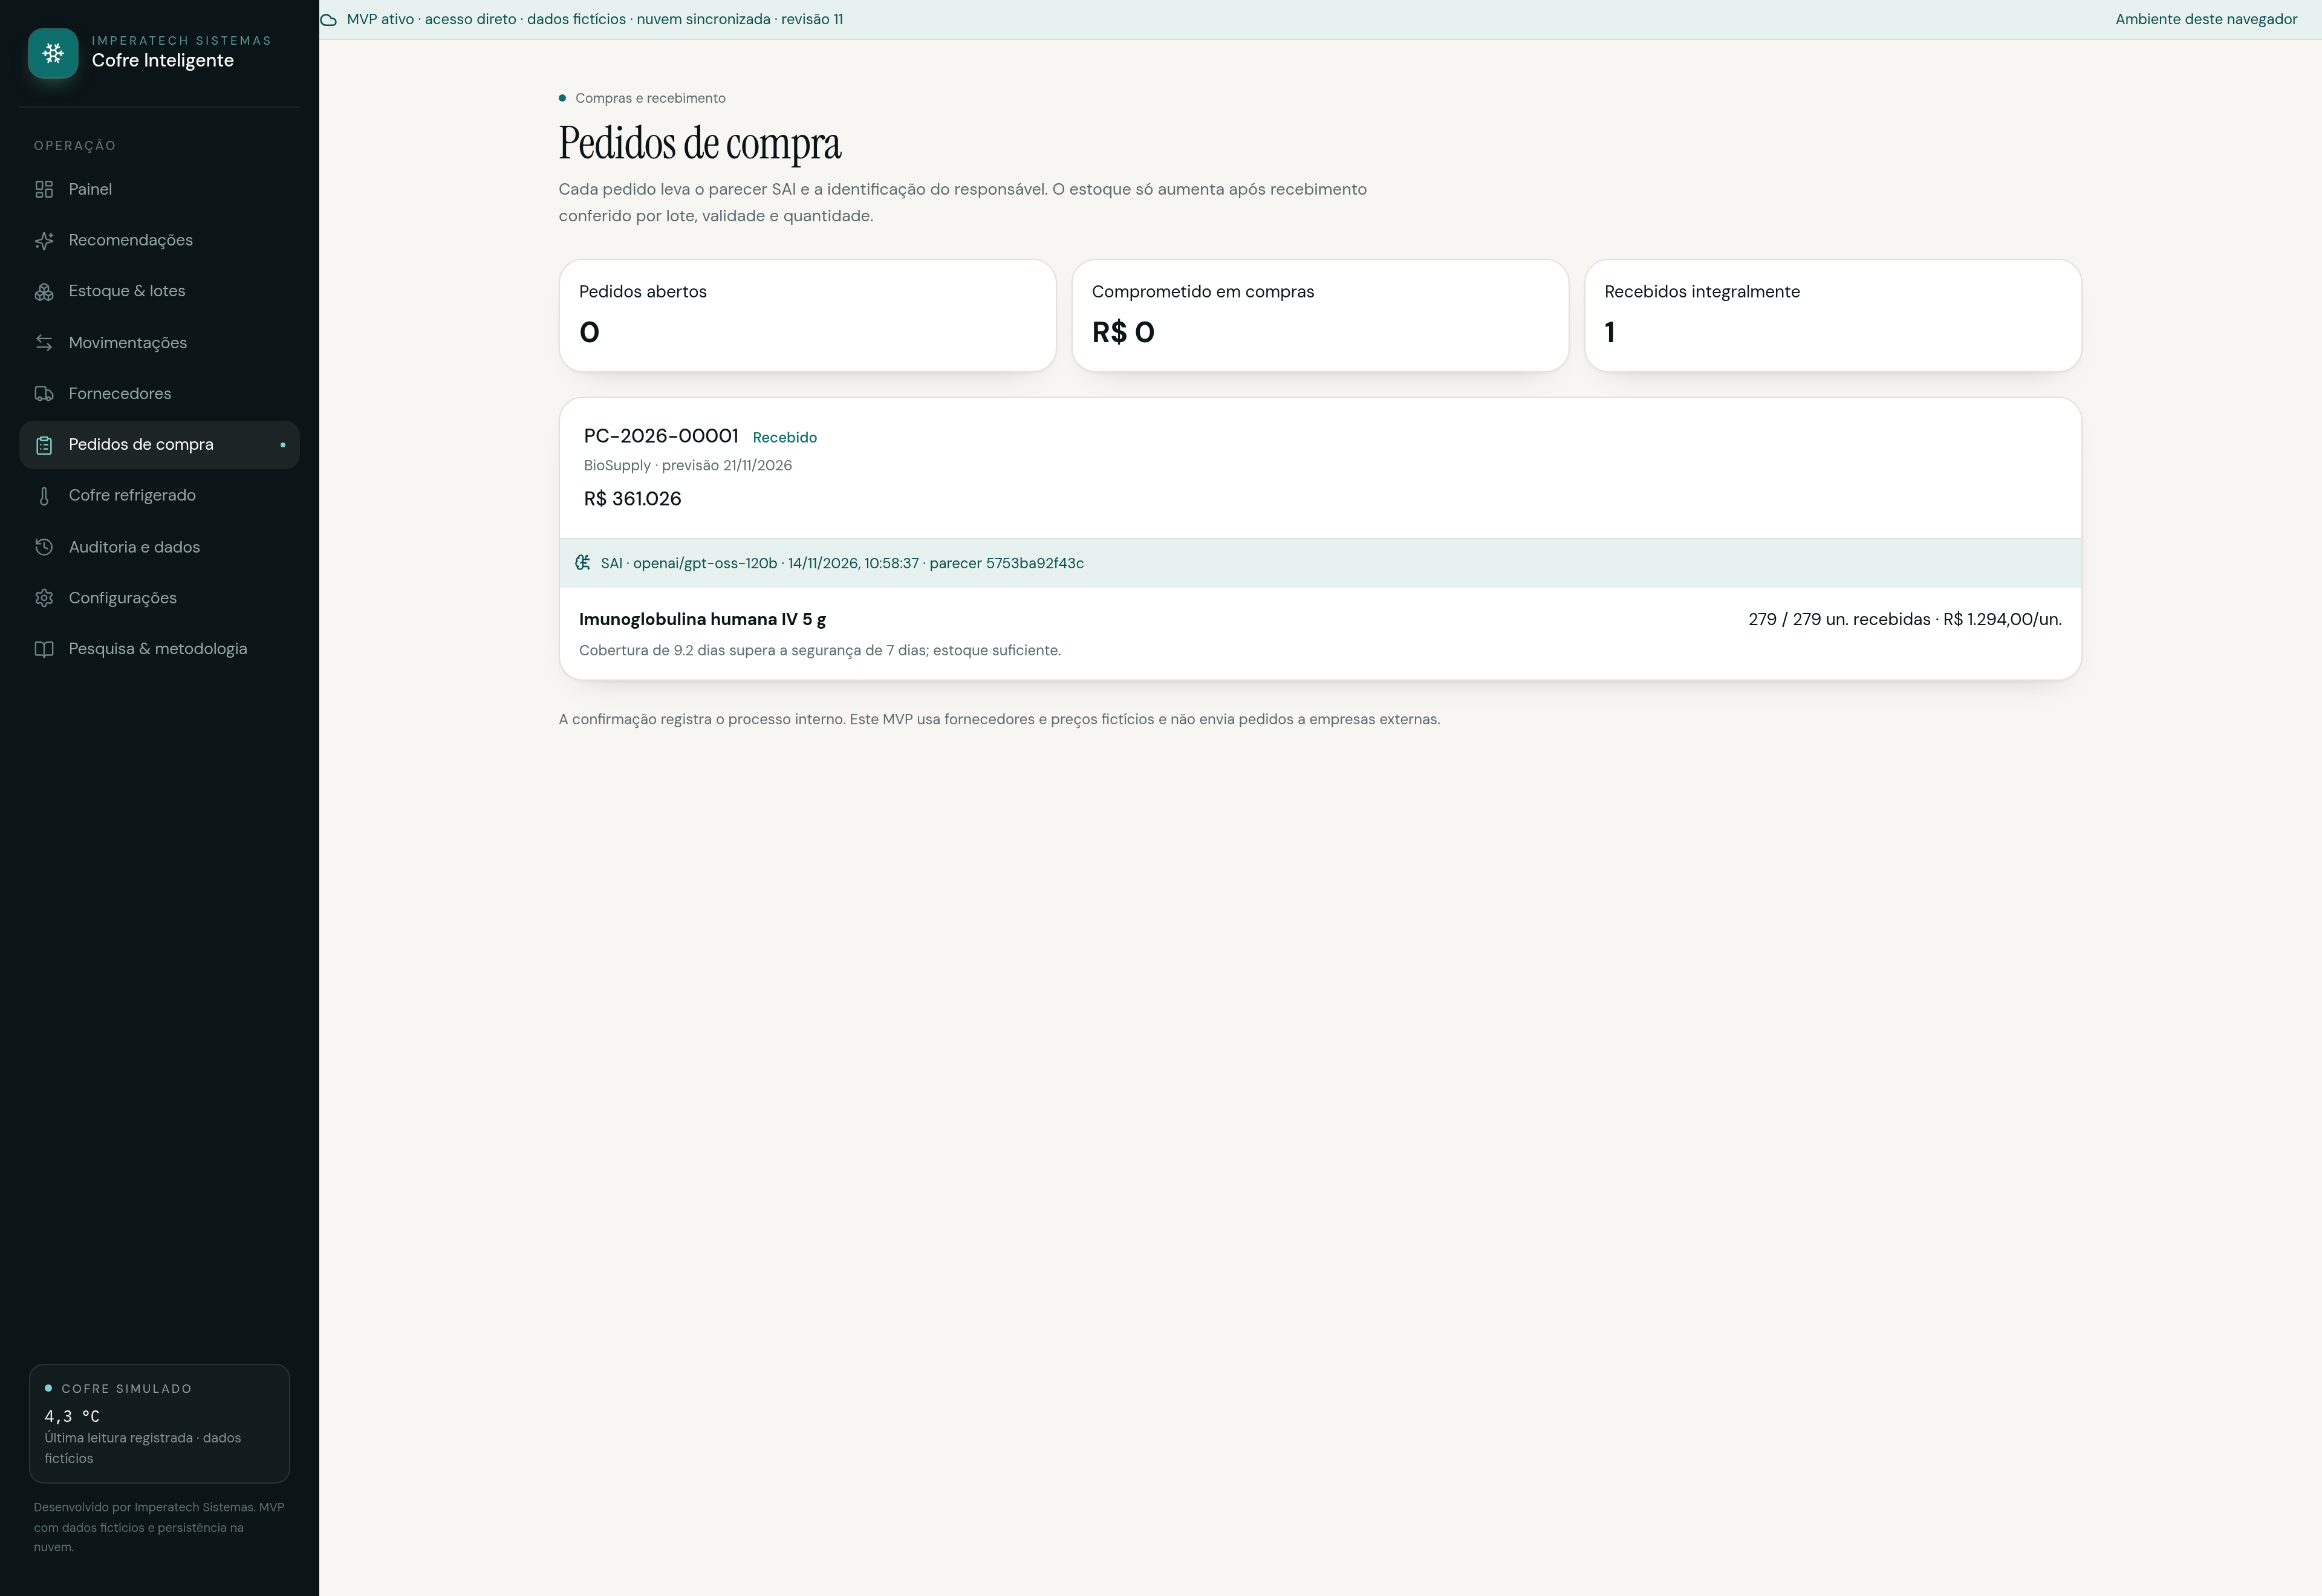 IMPERATECH SISTEMAS
Cofre Inteligente
OPERAÇÃO
Painel
Recomendações
Estoque & lotes
Movimentações
Fornecedores
Pedidos de compra
Cofre refrigerado
Auditoria e dados
Configurações
Pesquisa & metodologia
COFRE SIMULADO
4,3 °C
Última leitura registrada · dados
fictícios
Desenvolvido por Imperatech Sistemas. MVP
com dados fictícios e persistência na
nuvem.
MVP ativo · acesso direto · dados fictícios · nuvem sincronizada · revisão 11
Ambiente deste navegador
Compras e recebimento
Pedidos de compra
Cada pedido leva o parecer SAI e a identificação do responsável. O estoque só aumenta após recebimento
conferido por lote, validade e quantidade.
Pedidos abertos
0
Comprometido em compras
R$ 0
Recebidos integralmente
1
PC-2026-00001 Recebido
BioSupply · previsão 21/11/2026
R$ 361.026
SAI · openai/gpt-oss-120b · 14/11/2026, 10:58:37 · parecer 5753ba92f43c
Imunoglobulina humana IV 5 g
279 / 279 un. recebidas · R$ 1.294,00/un.
Cobertura de 9.2 dias supera a segurança de 7 dias; estoque suficiente.
A confirmação registra o processo interno. Este MVP usa fornecedores e preços fictícios e não envia pedidos a empresas externas.